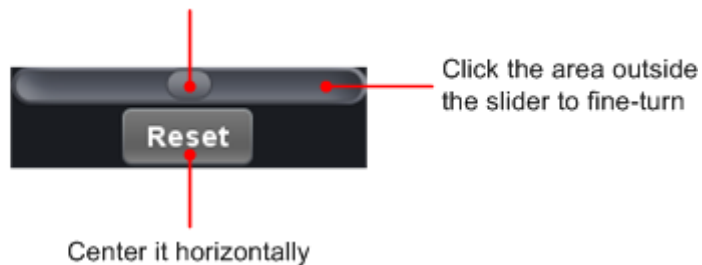 Click the area outside
the slider to fine-turn
Reset
Center it horizontally